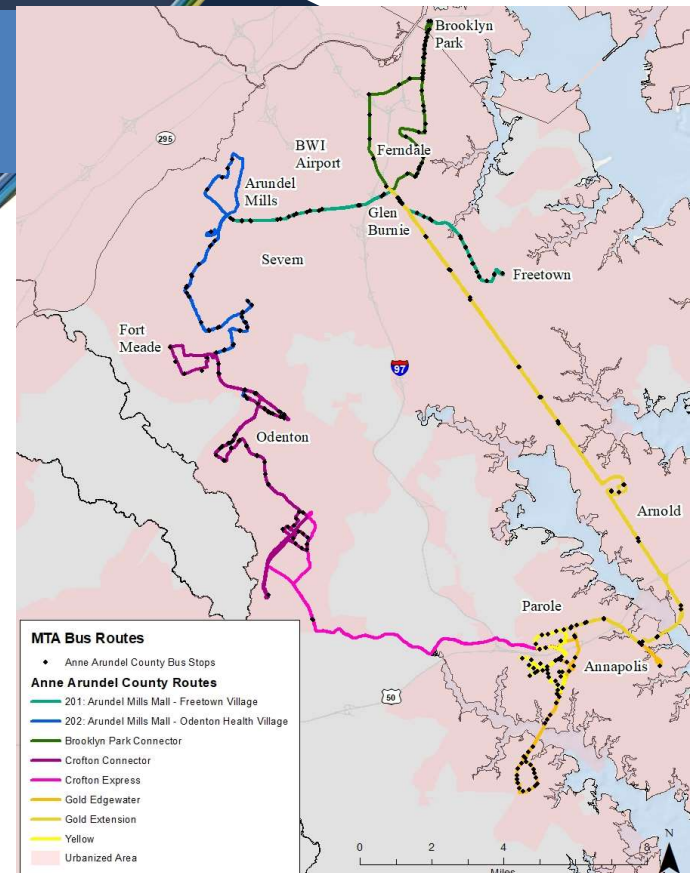 Brooklyn
Park
295
BWI
Airport
Ferndale
Arundel
Mills
Glen
Burnie
Severn
Freetown
Fort
Meade
97
Odenton
Arnold
Parole
Annapolis
50
MTA Bus Routes
Anne Arundel County Bus Stops
Anne Arundel County Routes
201: Arundel Mills Mall - Freetown Village
202: Arundel Mills Mall - Odenton Health Village
Brooklyn Park Connector
Crofton Connector
Crofton Express
Gold Edgewater
Gold Extension
Yellow
Urbanized Area
N
0 2 4 6 8
Miles